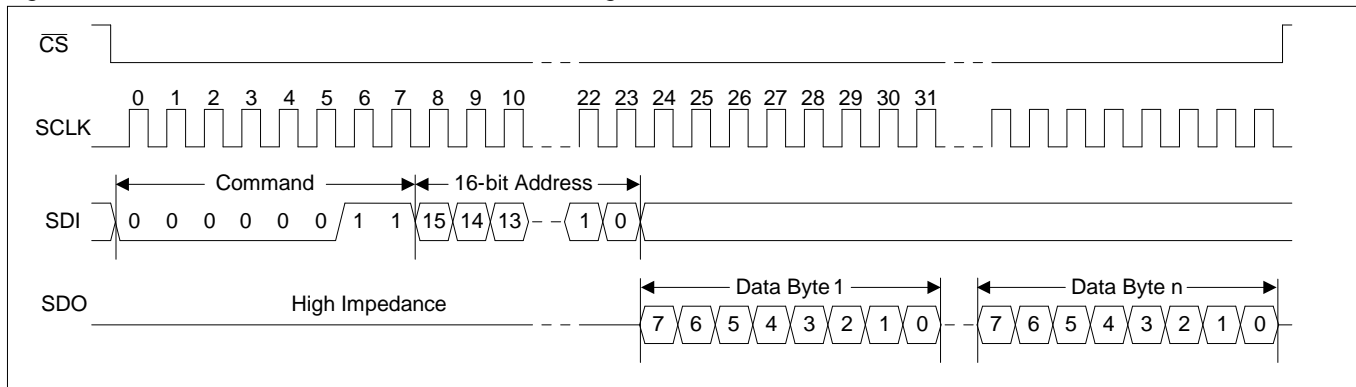 CS
0 1 2 3 4 5 6 7 8 9 10 22 23 24 25 26 27 28 29 30 31
SCLK
Command 16-bit Address
SDI 0 0 0 0 0 0 1 1 15 14 13 1 0
Data Byte 1 Data Byte n
SDO High Impedance
7 6 5 4 3 2 1 0 7 6 5 4 3 2 1 0